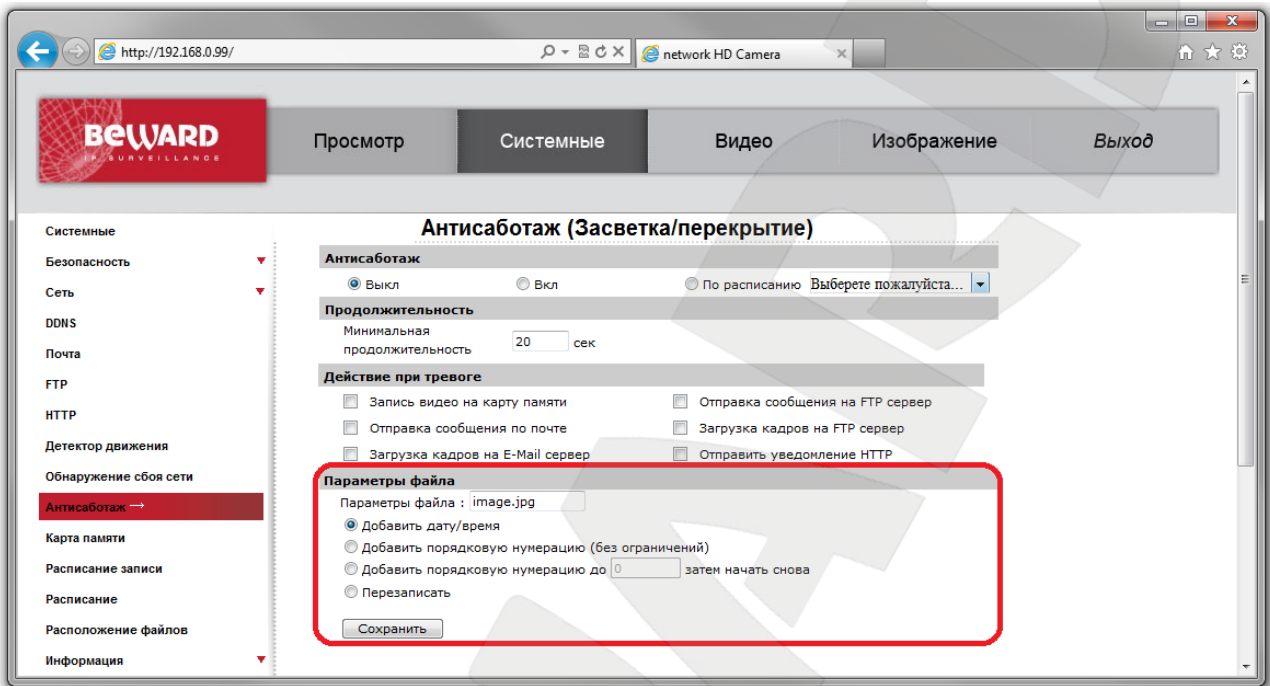 http://192.168.0.99/
network HD Camera
BEWARD
IP SURVEILLANCE
Просмотр
Системные
Видео
Изображение
Выход
Системные
Безопасность
Сеть
DDNS
Почта
FTP
HTTP
Детектор движения
Обнаружение сбоя сети
Антисаботаж →
Карта памяти
Расписание записи
Расписание
Расположение файлов
Информация
Антисаботаж (Засветка/перекрытие)
Антисаботаж
Выкл
Вкл
По расписанию Выберете пожалуйста...
Продолжительность
Минимальная
продолжительность 20 сек
Действие при тревоге
Запись видео на карту памяти
Отправка сообщения на FTP сервер
Отправка сообщения по почте
Загрузка кадров на FTP сервер
Загрузка кадров на E-Mail сервер
Отправить уведомление HTTP
Параметры файла
Параметры файла : image.jpg
Добавить дату/время
Добавить порядковую нумерацию (без ограничений)
Добавить порядковую нумерацию до 0 затем начать снова
Перезаписать
Сохранить